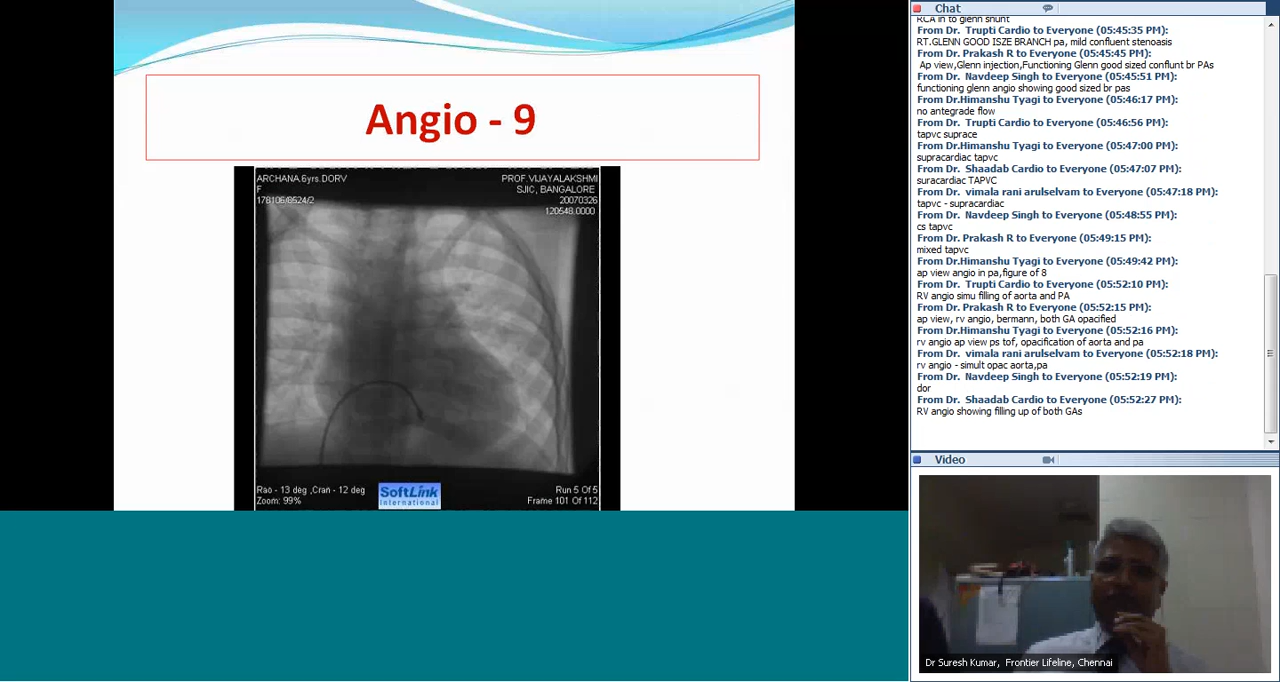 Angio - 9
ARCHANA.6yrs.DORV
F
178106/8524/2
PROF.VIJAYALAKSHMI
SJIC, BANGALORE
20070326
120548.0000
Rao - 13 deg ,Cran - 12 deg
Zoom: 99%
SoftLink
International
Run 5 Of 5
Frame 101 Of 112
Chat
RCA in to glenn shunt
From Dr. Trupti Cardio to Everyone (05:45:35 PM):
RT.GLENN GOOD ISZE BRANCH pa, mild confluent stenoasis
From Dr. Prakash R to Everyone (05:45:45 PM):
Ap view,Glenn injection,Functioning Glenn good sized conflunt br PAs
From Dr. Navdeep Singh to Everyone (05:45:51 PM):
functioning glenn angio showing good sized br pas
From Dr.Himanshu Tyagi to Everyone (05:46:17 PM):
no antegrade flow
From Dr. Trupti Cardio to Everyone (05:46:56 PM):
tapvc suprace
From Dr.Himanshu Tyagi to Everyone (05:47:00 PM):
supracardiac tapvc
From Dr. Shaadab Cardio to Everyone (05:47:07 PM):
suracardiac TAPVC
From Dr. vimala rani arulselvam to Everyone (05:47:18 PM):
tapvc - supracardiac
From Dr. Navdeep Singh to Everyone (05:48:55 PM):
cs tapvc
From Dr. Prakash R to Everyone (05:49:15 PM):
mixed tapvc
From Dr.Himanshu Tyagi to Everyone (05:49:42 PM):
ap view angio in pa,figure of 8
From Dr. Trupti Cardio to Everyone (05:52:10 PM):
RV angio simu filling of aorta and PA
From Dr. Prakash R to Everyone (05:52:15 PM):
ap view, rv angio, bermann, both GA opacified
From Dr.Himanshu Tyagi to Everyone (05:52:16 PM):
rv angio ap view ps tof, opacification of aorta and pa
From Dr. vimala rani arulselvam to Everyone (05:52:18 PM):
rv angio - simult opac aorta,pa
From Dr. Navdeep Singh to Everyone (05:52:19 PM):
dor
From Dr. Shaadab Cardio to Everyone (05:52:27 PM):
RV angio showing filling up of both GAs
Video
Dr Suresh Kumar, Frontier Lifeline, Chennai